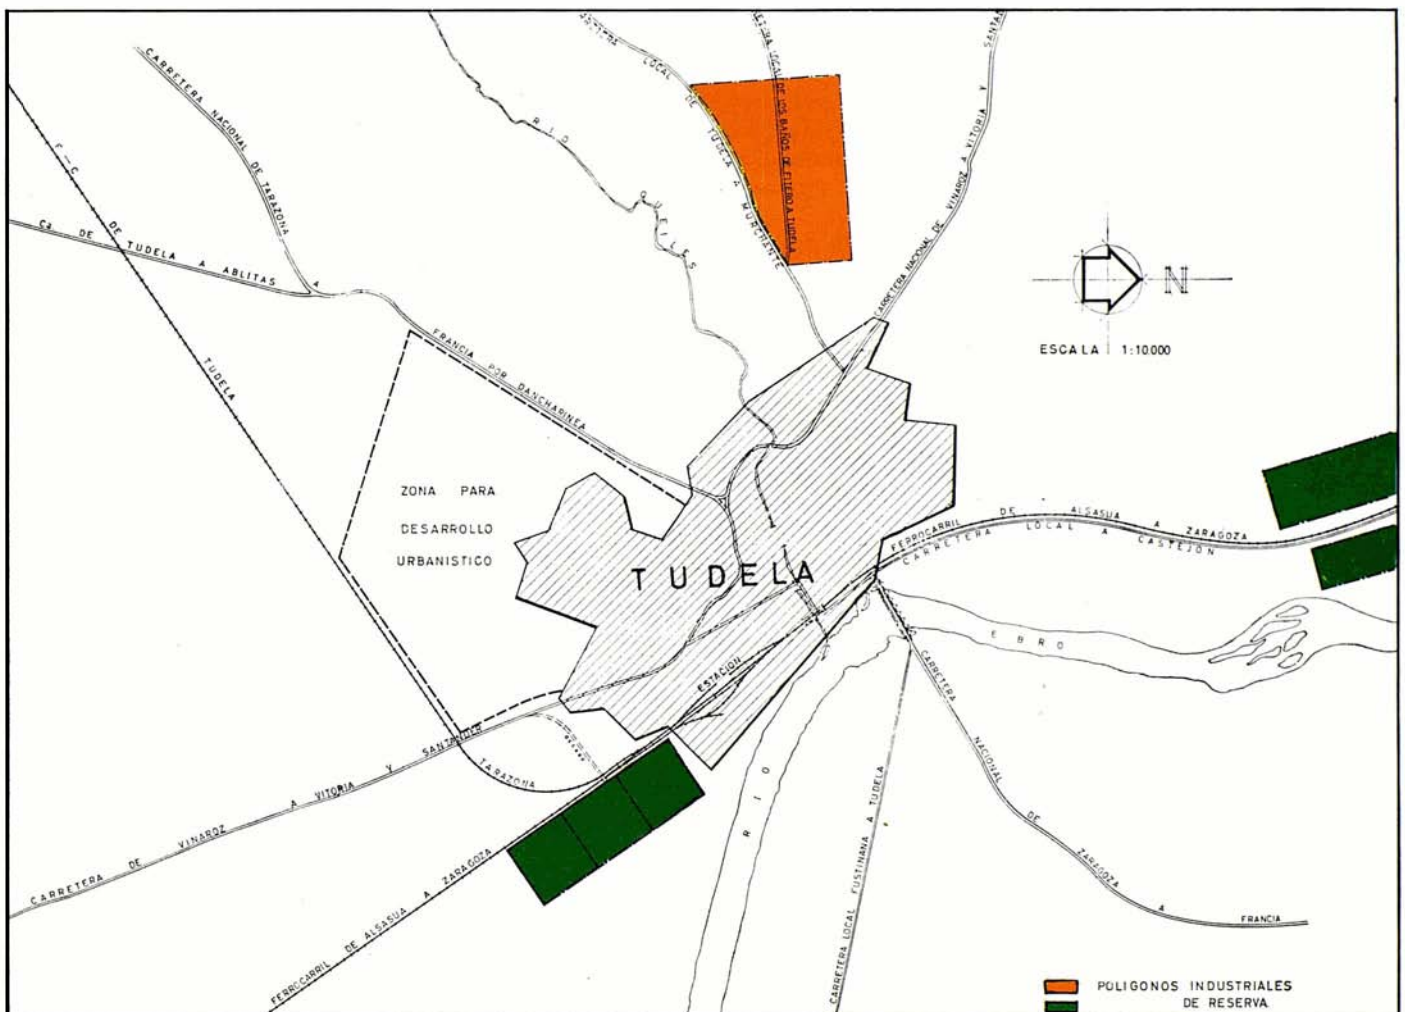 CARRETERA NACIONAL DE TARAZONA A FRANCIA POR DANCHARINEA
Ca DE TUDELA A ABLITAS
F-C DE TUDELA TARAZONA
RIO QUEILES
LOCAL DE TUDELA A MURCHANTE
LOCAL DE LOS BAÑOS DE FITERO A TUDELA
CARRETERA NACIONAL DE VINAROZ A VITORIA Y
N
ESCALA 1:10.000
ZONA PARA
DESARROLLO
URBANISTICO
TUDELA
FERROCARRIL DE ALSASUA A ZARAGOZA
CARRETERA LOCAL A CASTEJON
ESTACION
RIO EBRO
CARRETERA NACIONAL DE ZARAGOZA A FRANCIA
CARRETERA LOCAL FUSTINANA A TUDELA
CARRETERA DE VINAROZ A VITORIA Y SANTANDER
FERROCARRIL DE ALSASUA A ZARAGOZA
POLIGONOS INDUSTRIALES
DE RESERVA